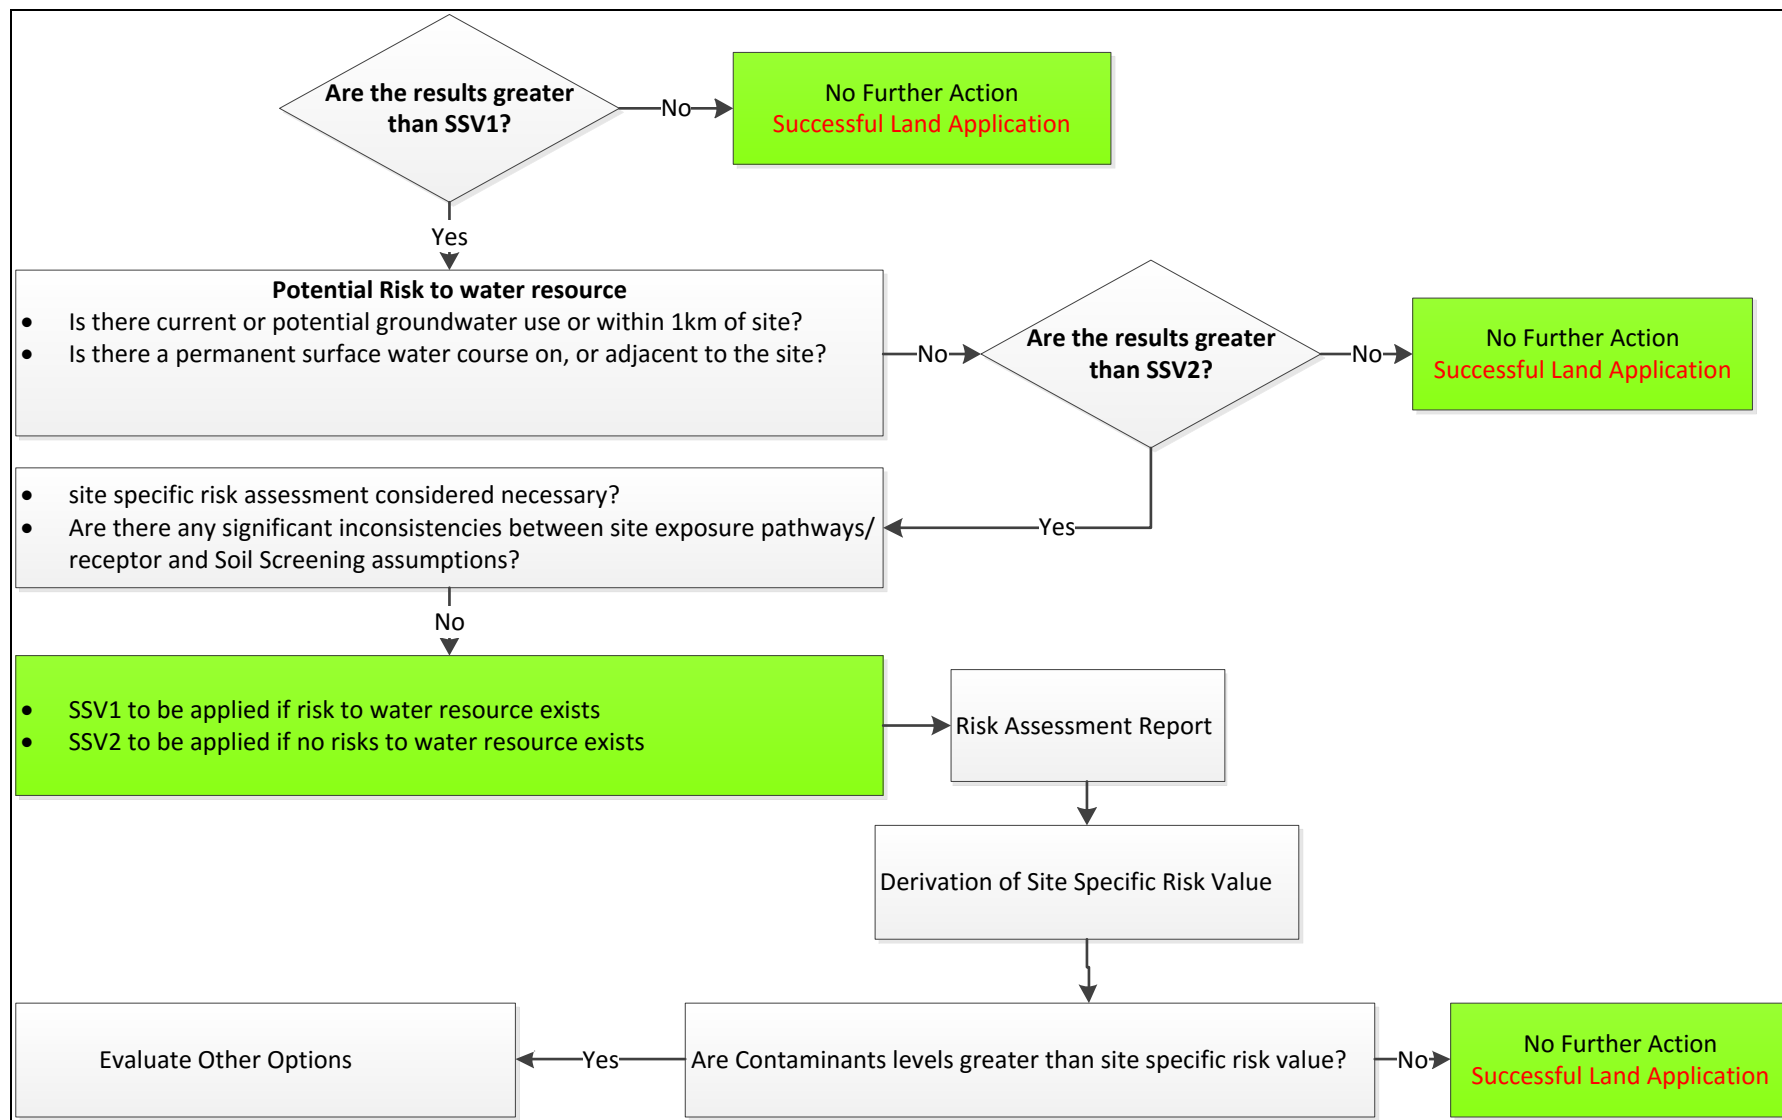 Are the results greater
than SSV1?
No
No Further Action
Successful Land Application
Yes
Potential Risk to water resource
• Is there current or potential groundwater use or within 1km of site?
• Is there a permanent surface water course on, or adjacent to the site?
No
Are the results greater
than SSV2?
No
No Further Action
Successful Land Application
Yes
• site specific risk assessment considered necessary?
• Are there any significant inconsistencies between site exposure pathways/
receptor and Soil Screening assumptions?
No
• SSV1 to be applied if risk to water resource exists
• SSV2 to be applied if no risks to water resource exists
Risk Assessment Report
Derivation of Site Specific Risk Value
Are Contaminants levels greater than site specific risk value?
Yes
Evaluate Other Options
No
No Further Action
Successful Land Application